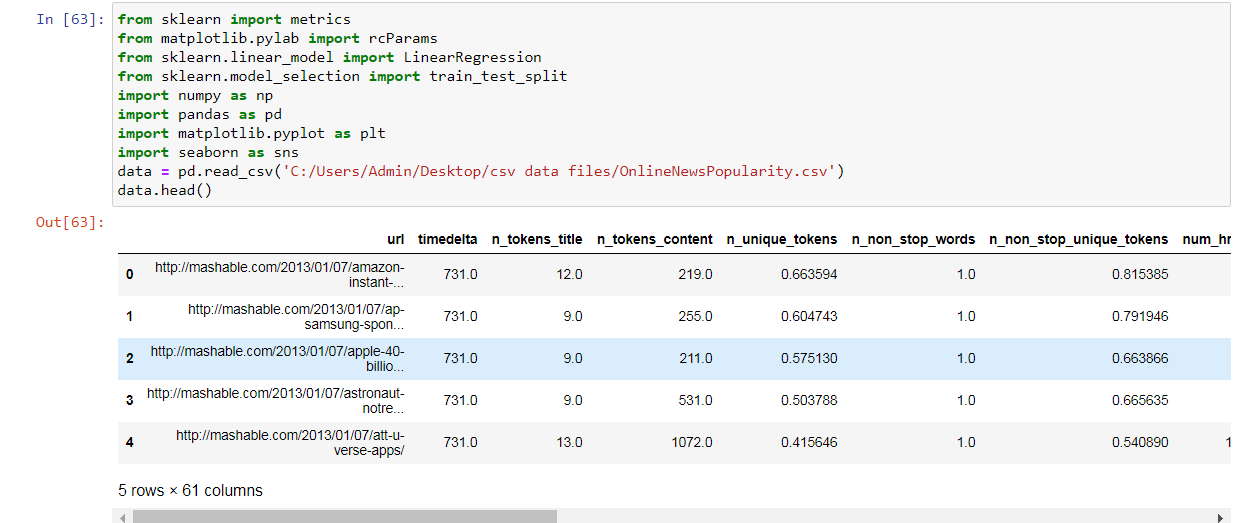 In [63]: from sklearn import metrics
from matplotlib.pylab import rcParams
from sklearn.linear_model import LinearRegression
from sklearn.model_selection import train_test_split
import numpy as np
import pandas as pd
import matplotlib.pyplot as plt
import seaborn as sns
data = pd.read_csv('C:/Users/Admin/Desktop/csv data files/OnlineNewsPopularity.csv')
data.head()
Out[63]:
url timedelta n_tokens_title n_tokens_content n_unique_tokens n_non_stop_words n_non_stop_unique_tokens num_hr
0 http://mashable.com/2013/01/07/amazon- 731.0 12.0 219.0 0.663594 1.0 0.815385
instant-...
1 http://mashable.com/2013/01/07/ap- 731.0 9.0 255.0 0.604743 1.0 0.791946
samsung-spon...
2 http://mashable.com/2013/01/07/apple-40- 731.0 9.0 211.0 0.575130 1.0 0.663866
billio...
3 http://mashable.com/2013/01/07/astronaut- 731.0 9.0 531.0 0.503788 1.0 0.665635
notre...
4 http://mashable.com/2013/01/07/att-u- 731.0 13.0 1072.0 0.415646 1.0 0.540890 1
verse-apps/
5 rows × 61 columns